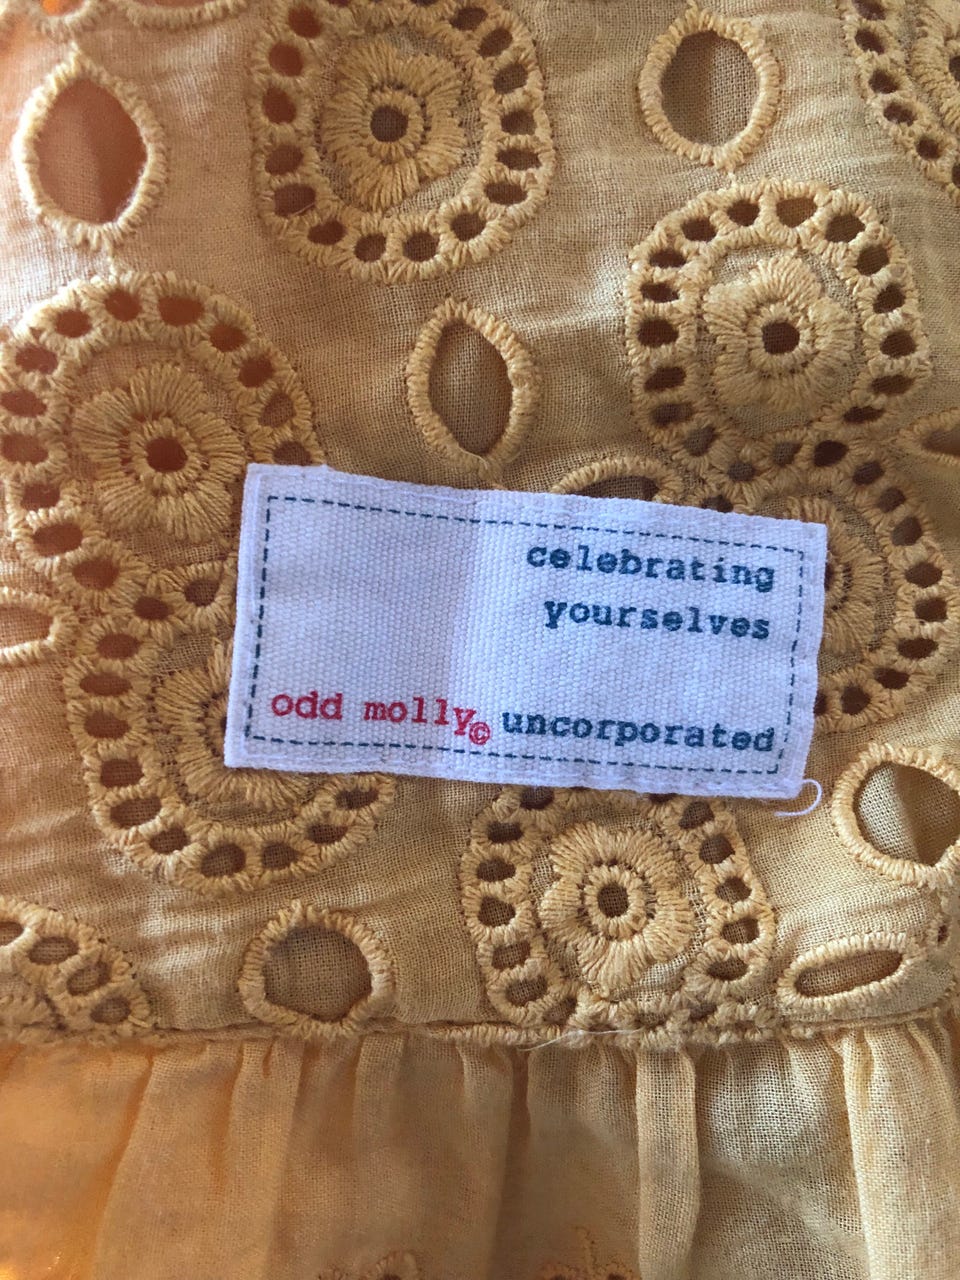 celebrating
yourselves
odd molly© uncorporated